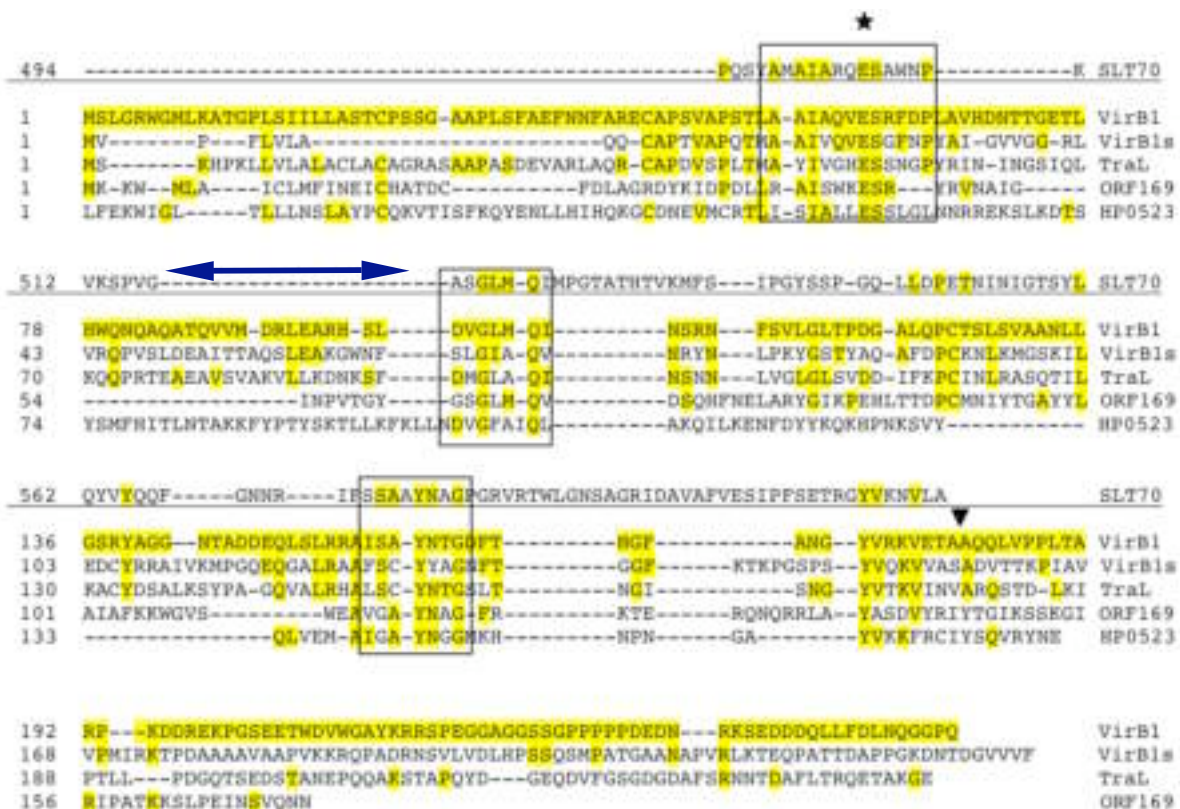 ★
494 ---------------------------------------------------PQSYAMAIARQESAWNP-----------K SLT70
1 MSLGRWGMLKATGPLSIILLASTCPSSG-AAPLSFAEFNNFARECAPSVAPSTLA-AIAQVESRFDPLAVHDNTTGETL VirB1
1 MV------P---FLVLA------------------------QQ-CAPTVAPQTMA-AIVQVESGFNPYAI-GVVGG-RL VirB1s
1 MS-----KHPKLLVLALACLACAGRASAAPASDEVARLAQR-CAPDVSPLTMA-YIVGHESSNGPYRIN-INGSIQL TraL
1 MK-KW--MLA----ICLMFINEICHATDC----------FDLAGRDYKIDPDLLR-AISWKESR---YRVNAIG----- ORF169
1 LFEKWIGL-----TLLLNSLAYPCQKVTISFKQYENLLHIHQKGCDNEVMCRTLI-SIALLESSLGLNNRREKSLKDTS HP0523
512 VKSPVG-----------------------ASGLM-QIMPGTATHTVKMFS---IPGYSSP-GQ-LLDPETNINIGTSYL SLT70
78 HWQNQAQATQVVM-DRLEARH-SL-----DVGLM-QI---------NSRN---FSVLGLTPDG-ALQPCTSLSVAANLL VirB1
43 VRQPVSLDEAITTAQSLEAKGWNF-----SLGIA-QV---------NRYN---LPKYGSTYAQ-AFDPCKNLKMGSKIL VirB1s
70 KQQPRTEAEAVSVAKVLLKDNKSF-----DMGLA-QI---------NSNN---LVGLGLSVDD-IFKPCINLRASQTIL TraL
54 -----------------INPVTGY-----GSGLM-QV---------DSQHFNELARYGIKPEHLTTDPCMNIYTGAYYL ORF169
74 YSMFHITLNTAKKFYPTYSKTLLKFKLLNDVGFAIQL---------AKQILKENFDYYKQKHPNKSVY----------- HP0523
562 QYVYQQF-----GNNR----IFSSAAYNAGPGRVRTWLGNSAGRIDAVAFVESIPFSETRGYVKNVLA SLT70
▼
136 GSRYAGG--NTADDEQLSLRRAISA-YNTGDFT---------NGF-----------ANG---YVRKVETAAQQLVPPLTA VirB1
103 EDCYRRAIVKMPGQEQGALRAAFSC-YYAGNFT---------GGF------KTKPGSPS--YVQKVVASADVTTKPIAV VirB1s
130 KACYDSALKSYPA-GQVALRHALSC-YNTGSLT---------NGI-----------SNG--YVTKVINVARQSTD-LKI TraL
101 AIAFKKWGVS------WEAVGA-YNAG-FR---------KTE------RQNQRRLA--YASDVYRIYTGIKSSKGI ORF169
133 ---------------QLVEM-AIGA-YNGGMKH---------NPN------GA--------YVKKFRCIYSQVRYNE HP0523
192 RP---KDDREKPGSEETWDVWGAYKRRSPEGGAGGSSGPPPPPDEDN---RKSEDDDQLLFDLNQGGPQ VirB1
168 VPMIRKTPDAAAAVAAPVKKRQPADRNSVLVDLRPSSQSMPATGAANAPVRLKTEQPATTDAPPGKDNTDGVVVF VirB1s
188 PTLL---PDGQTSEDSTANEPQQAKSTAPQYD---GEQDVFGSGDGDAFSRNNTDAFLTRQETAKGE TraL
156 RIPATKKSLPEINSVQNN ORF169